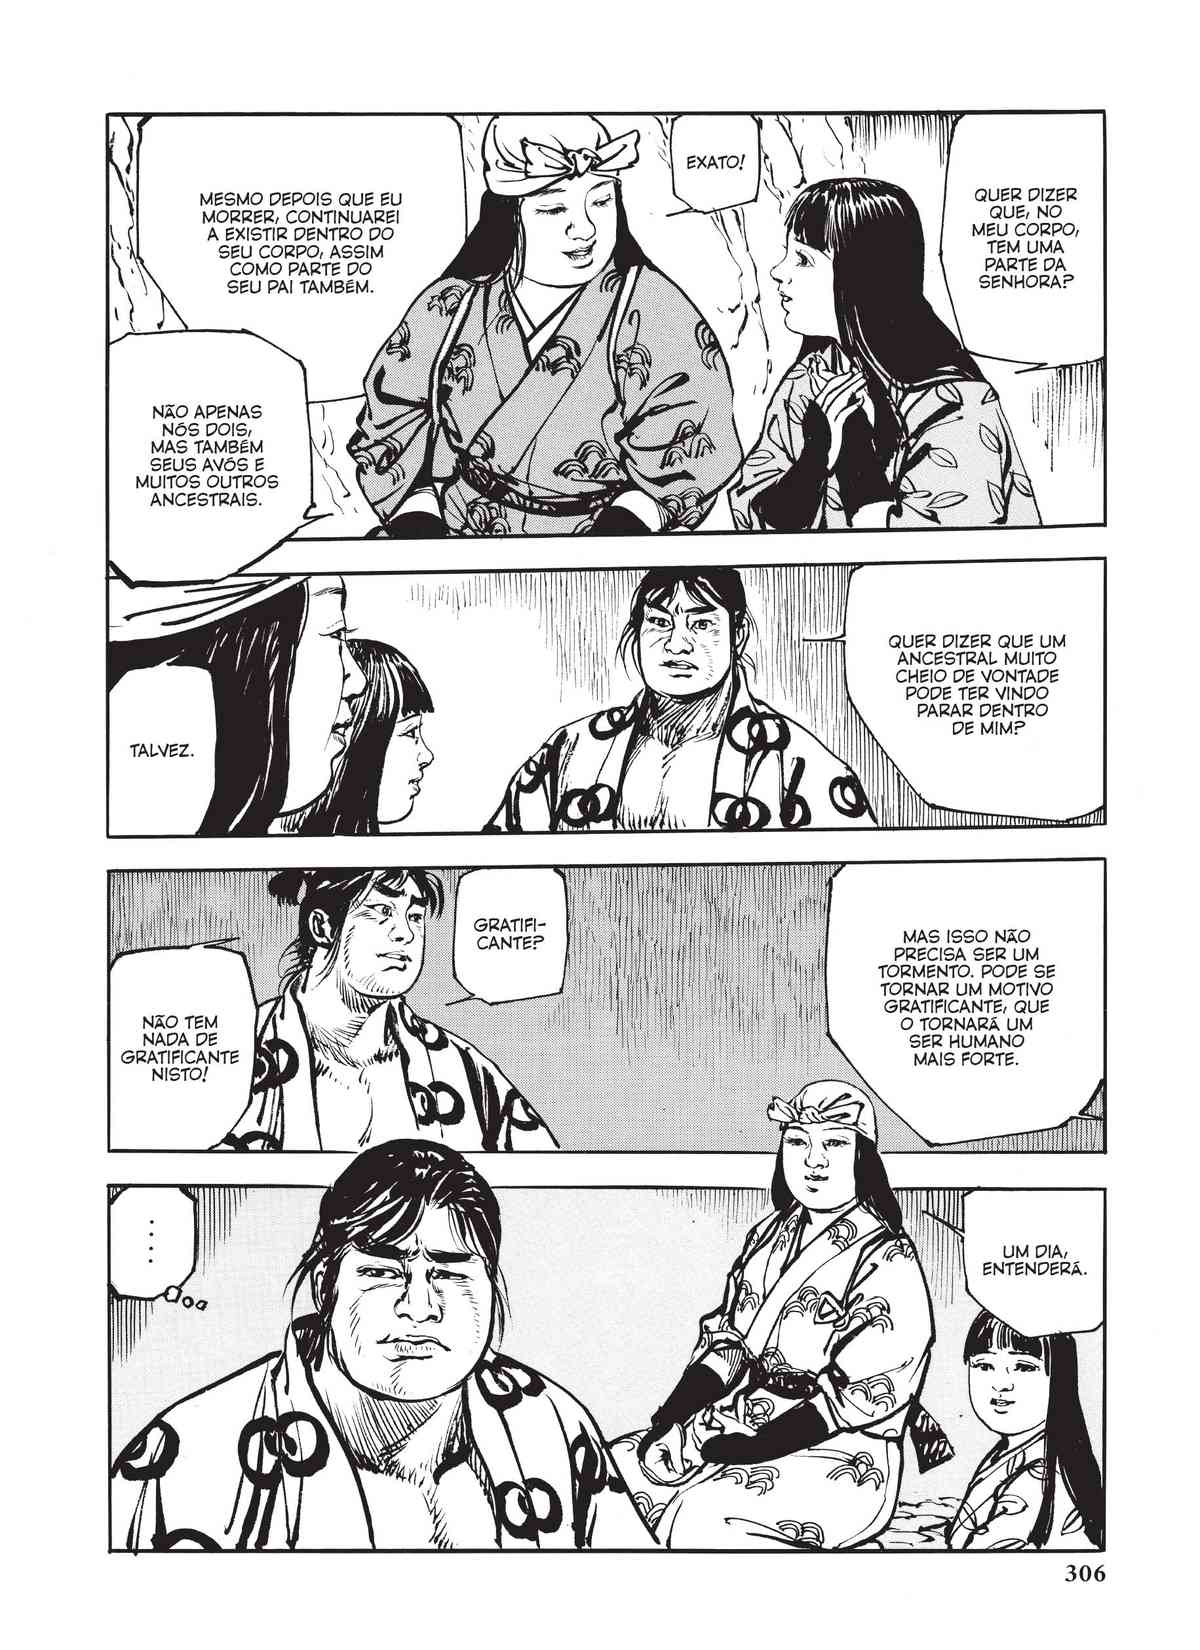 QUER DIZER
QUE, NO
MEU CORPO,
TEM UMA
PARTE DA
SENHORA?
EXATO!
MESMO DEPOIS QUE EU
MORRER, CONTINUAREI
A EXISTIR DENTRO DO
SEU CORPO, ASSIM
COMO PARTE DO
SEU PAI TAMBÉM.
NÃO APENAS
NÓS DOIS,
MAS TAMBÉM
SEUS AVÓS E
MUITOS OUTROS
ANCESTRAIS.
QUER DIZER QUE UM
ANCESTRAL MUITO
CHEIO DE VONTADE
PODE TER VINDO
PARAR DENTRO
DE MIM?
TALVEZ.
MAS ISSO NÃO
PRECISA SER UM
TORMENTO. PODE SE
TORNAR UM MOTIVO
GRATIFICANTE, QUE
O TORNARÁ UM
SER HUMANO
MAIS FORTE.
GRATIFI-
CANTE?
NÃO TEM
NADA DE
GRATIFICANTE
NISTO!
UM DIA,
ENTENDERÁ.
.....
306